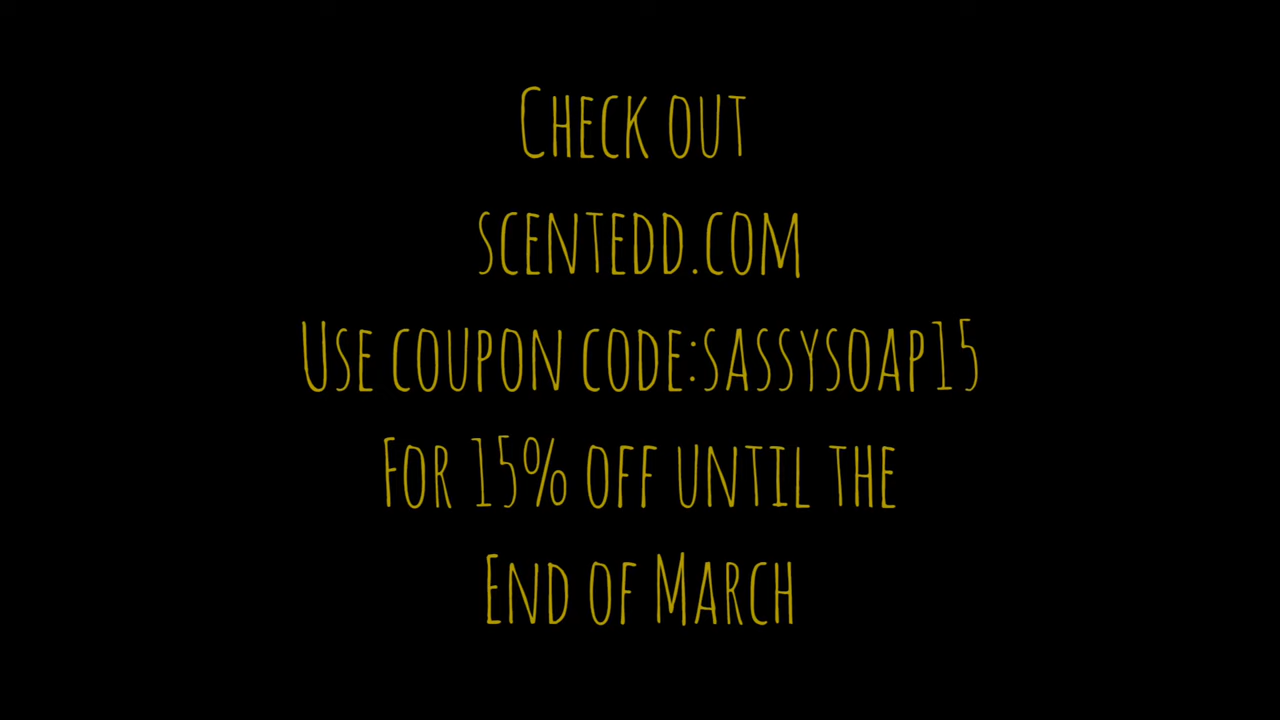 Check out
scentedd.com
Use coupon code:sassysoap15
For 15% off until the
End of March